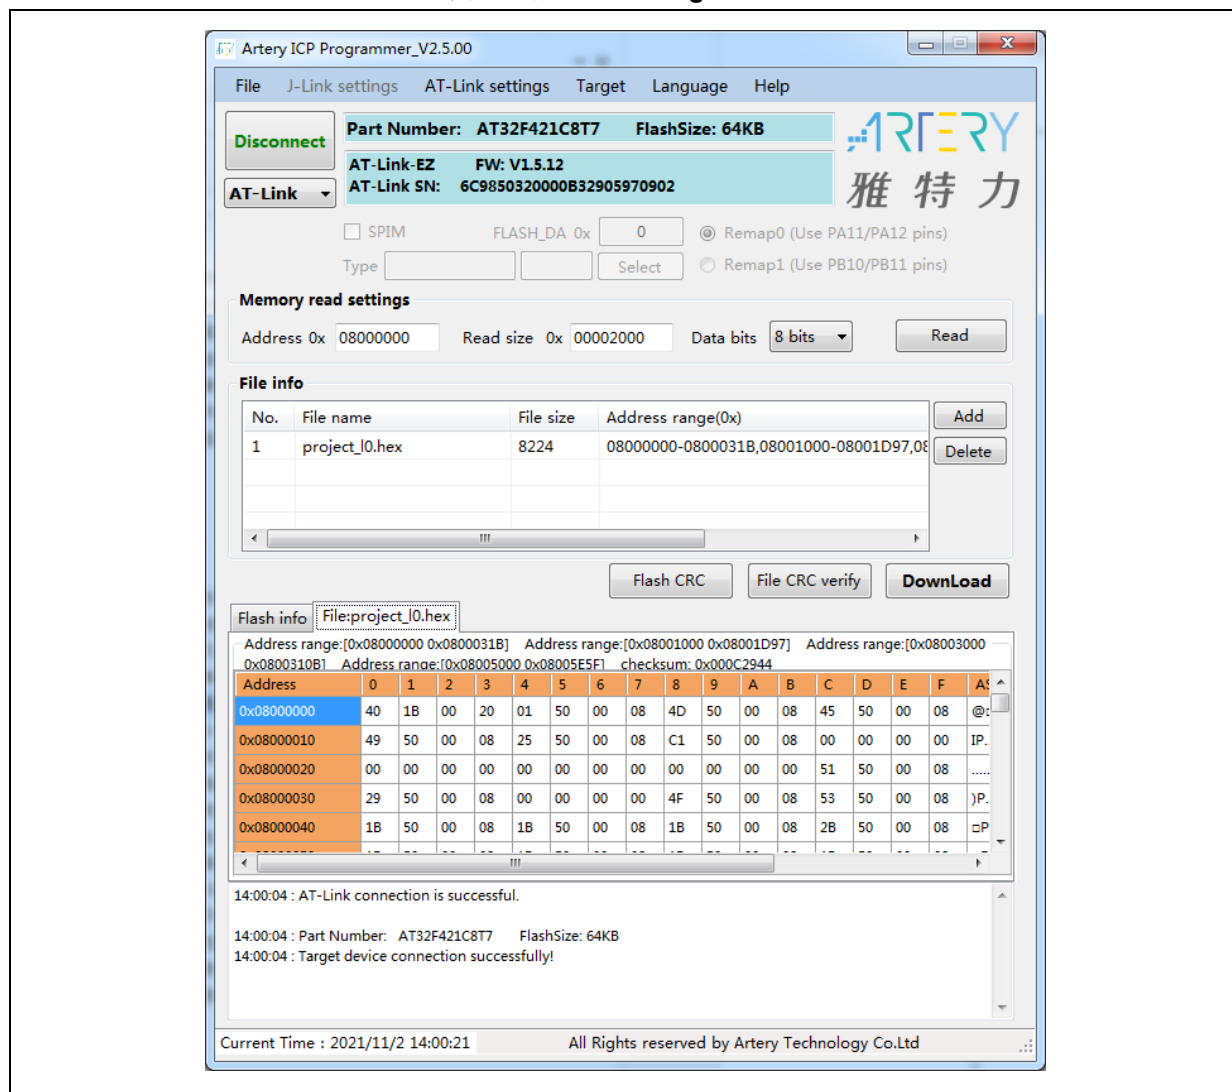 Artery ICP Programmer_V2.5.00
File J-Link settings AT-Link settings Target Language Help
Disconnect
Part Number: AT32F421C8T7 FlashSize: 64KB
AT-Link-EZ FW: V1.5.12
AT-Link SN: 6C9850320000B32905970902
AT-Link
ARTERY
雅特力
SPIM FLASH_DA 0x 0 Remap0 (Use PA11/PA12 pins)
Type Select Remap1 (Use PB10/PB11 pins)
Memory read settings
Address 0x 08000000 Read size 0x 00002000 Data bits 8 bits Read
File info
No. File name File size Address range(0x) Add
1 project_l0.hex 8224 08000000-0800031B,08001000-08001D97,08 Delete
Flash CRC File CRC verify DownLoad
Flash info File:project_l0.hex
Address range:[0x08000000 0x0800031B] Address range:[0x08001000 0x08001D97] Address range:[0x08003000
0x0800310B] Address range:[0x08005000 0x08005E5F] checksum: 0x000C2944
Address 0 1 2 3 4 5 6 7 8 9 A B C D E F
0x08000000 40 1B 00 20 01 50 00 08 4D 50 00 08 45 50 00 08 @
0x08000010 49 50 00 08 25 50 00 08 C1 50 00 08 00 00 00 00 IP..
0x08000020 00 00 00 00 00 00 00 00 00 00 00 00 51 50 00 08 .....
0x08000030 29 50 00 08 00 00 00 00 4F 50 00 08 53 50 00 08 )P.
0x08000040 1B 50 00 08 1B 50 00 08 1B 50 00 08 2B 50 00 08 □P
14:00:04 : AT-Link connection is successful.
14:00:04 : Part Number: AT32F421C8T7 FlashSize: 64KB
14:00:04 : Target device connection successfully!
Current Time : 2021/11/2 14:00:21 All Rights reserved by Artery Technology Co.Ltd